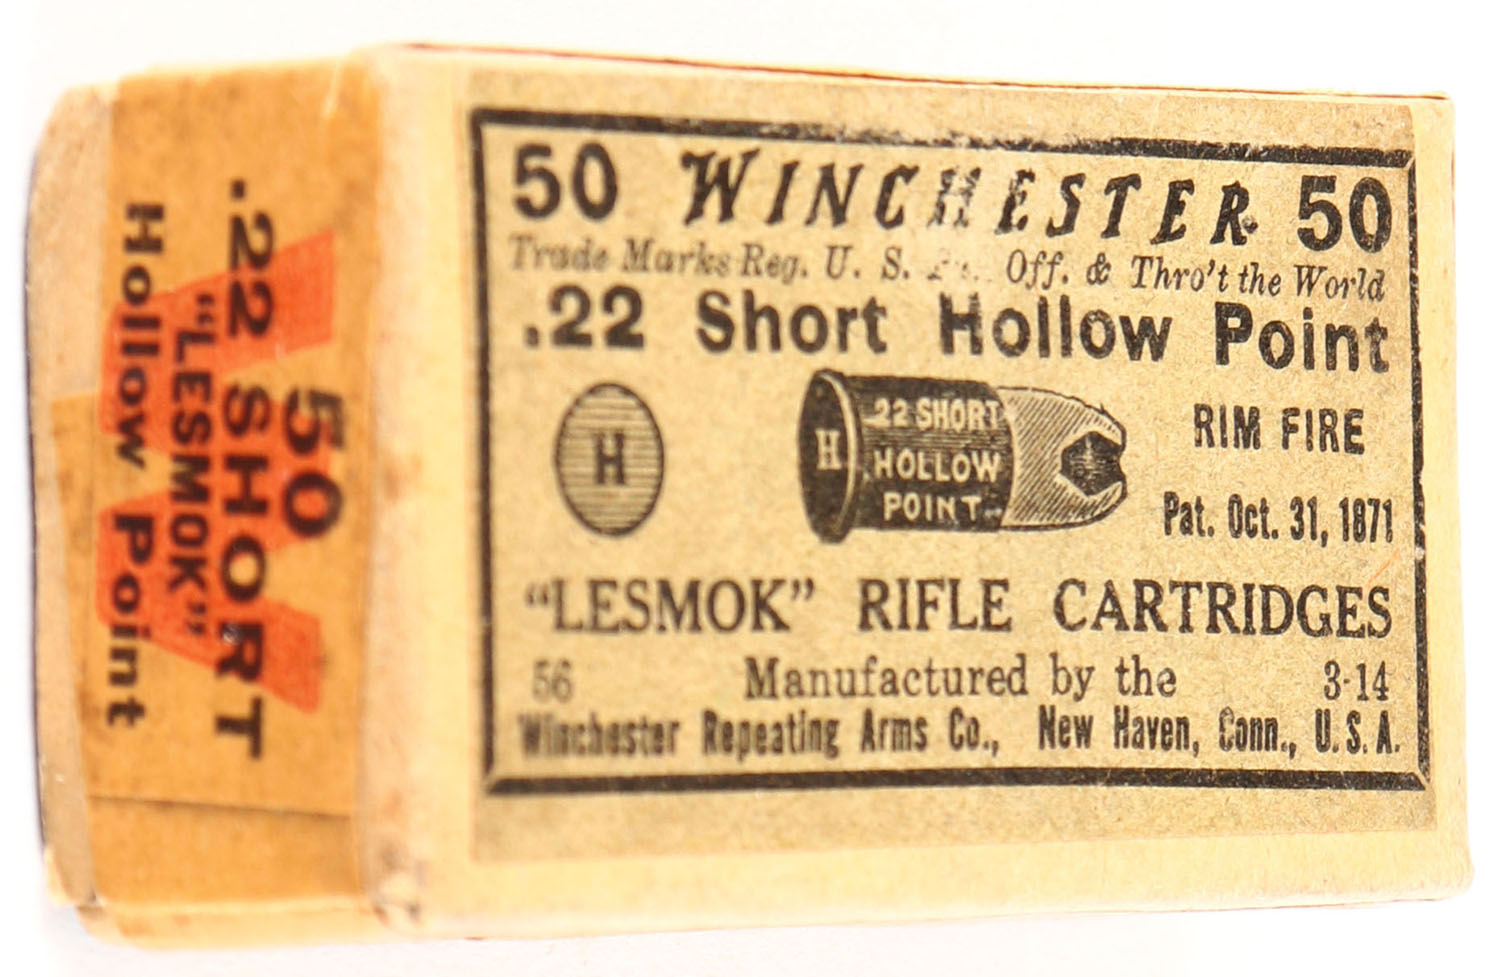 50 WINCHESTER 50
Trade Marks Reg. U. S. Off. & Thro't the World
.22 Short Hollow Point
H
H
.22 SHORT
HOLLOW
POINT
RIM FIRE
Pat. Oct. 31, 1871
"LESMOK" RIFLE CARTRIDGES
56 Manufactured by the 3-14
Winchester Repeating Arms Co., New Haven, Conn., U.S.A.
50
.22 SHORT
"LESMOK"
Hollow Point
W